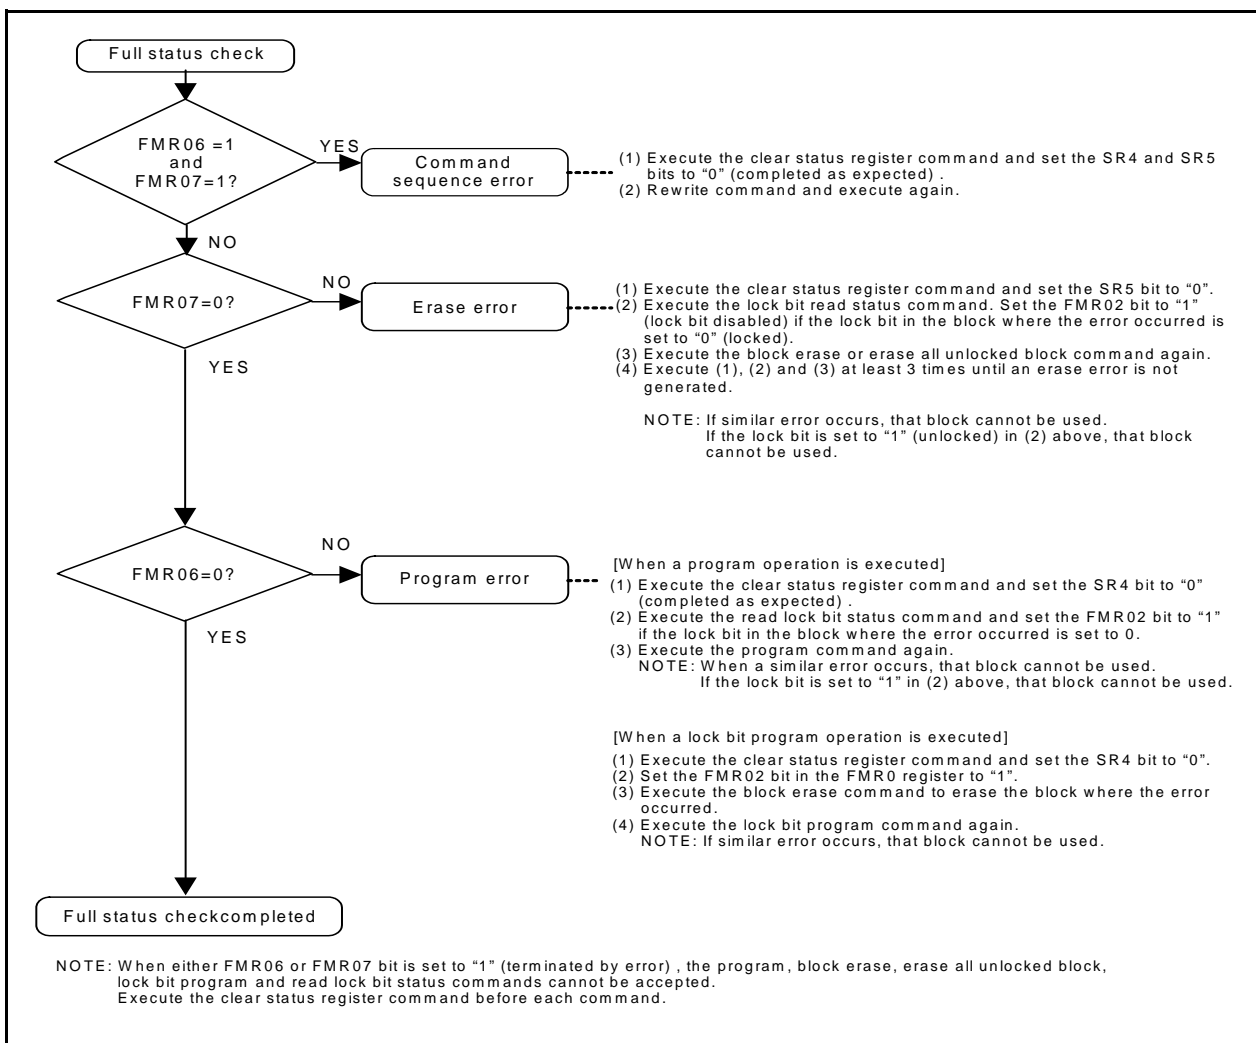 Full status check
FMR06 =1
and
FMR07=1?
YES
Command
sequence error
(1) Execute the clear status register command and set the SR4 and SR5
bits to “0” (completed as expected) .
(2) Rewrite command and execute again.
NO
FMR07=0?
NO
Erase error
(1) Execute the clear status register command and set the SR5 bit to “0”.
(2) Execute the lock bit read status command. Set the FMR02 bit to “1”
(lock bit disabled) if the lock bit in the block where the error occurred is
set to “0” (locked).
(3) Execute the block erase or erase all unlocked block command again.
(4) Execute (1), (2) and (3) at least 3 times until an erase error is not
generated.
NOTE: If similar error occurs, that block cannot be used.
If the lock bit is set to “1” (unlocked) in (2) above, that block
cannot be used.
YES
FMR06=0?
NO
Program error
[When a program operation is executed]
(1) Execute the clear status register command and set the SR4 bit to “0”
(completed as expected) .
(2) Execute the read lock bit status command and set the FMR02 bit to “1”
if the lock bit in the block where the error occurred is set to 0.
(3) Execute the program command again.
NOTE: When a similar error occurs, that block cannot be used.
If the lock bit is set to “1” in (2) above, that block cannot be used.
YES
[When a lock bit program operation is executed]
(1) Execute the clear status register command and set the SR4 bit to “0”.
(2) Set the FMR02 bit in the FMR0 register to “1”.
(3) Execute the block erase command to erase the block where the error
occurred.
(4) Execute the lock bit program command again.
NOTE: If similar error occurs, that block cannot be used.
Full status checkcompleted
NOTE: When either FMR06 or FMR07 bit is set to “1” (terminated by error) , the program, block erase, erase all unlocked block,
lock bit program and read lock bit status commands cannot be accepted.
Execute the clear status register command before each command.